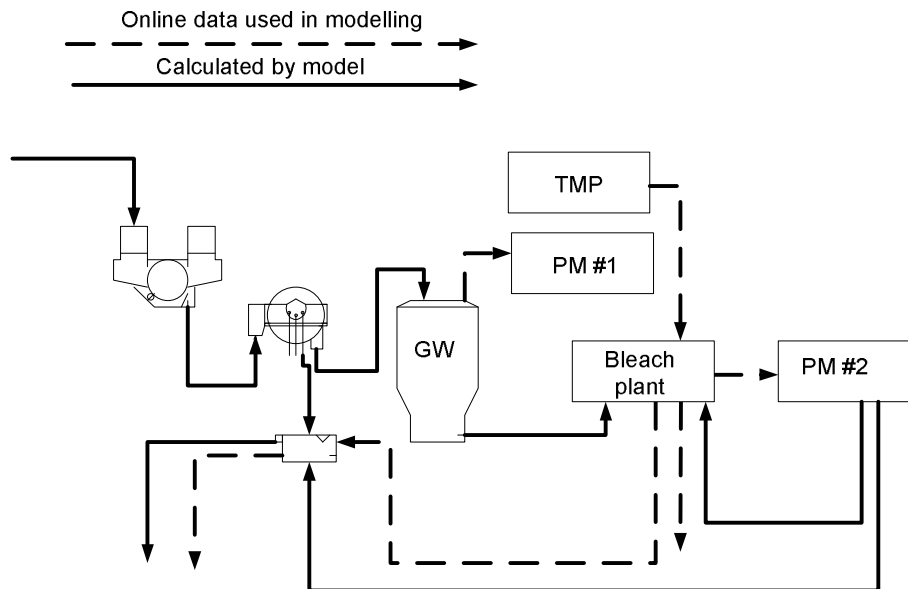 Online data used in modelling
Calculated by model
TMP
PM #1
GW
Bleach
plant
PM #2